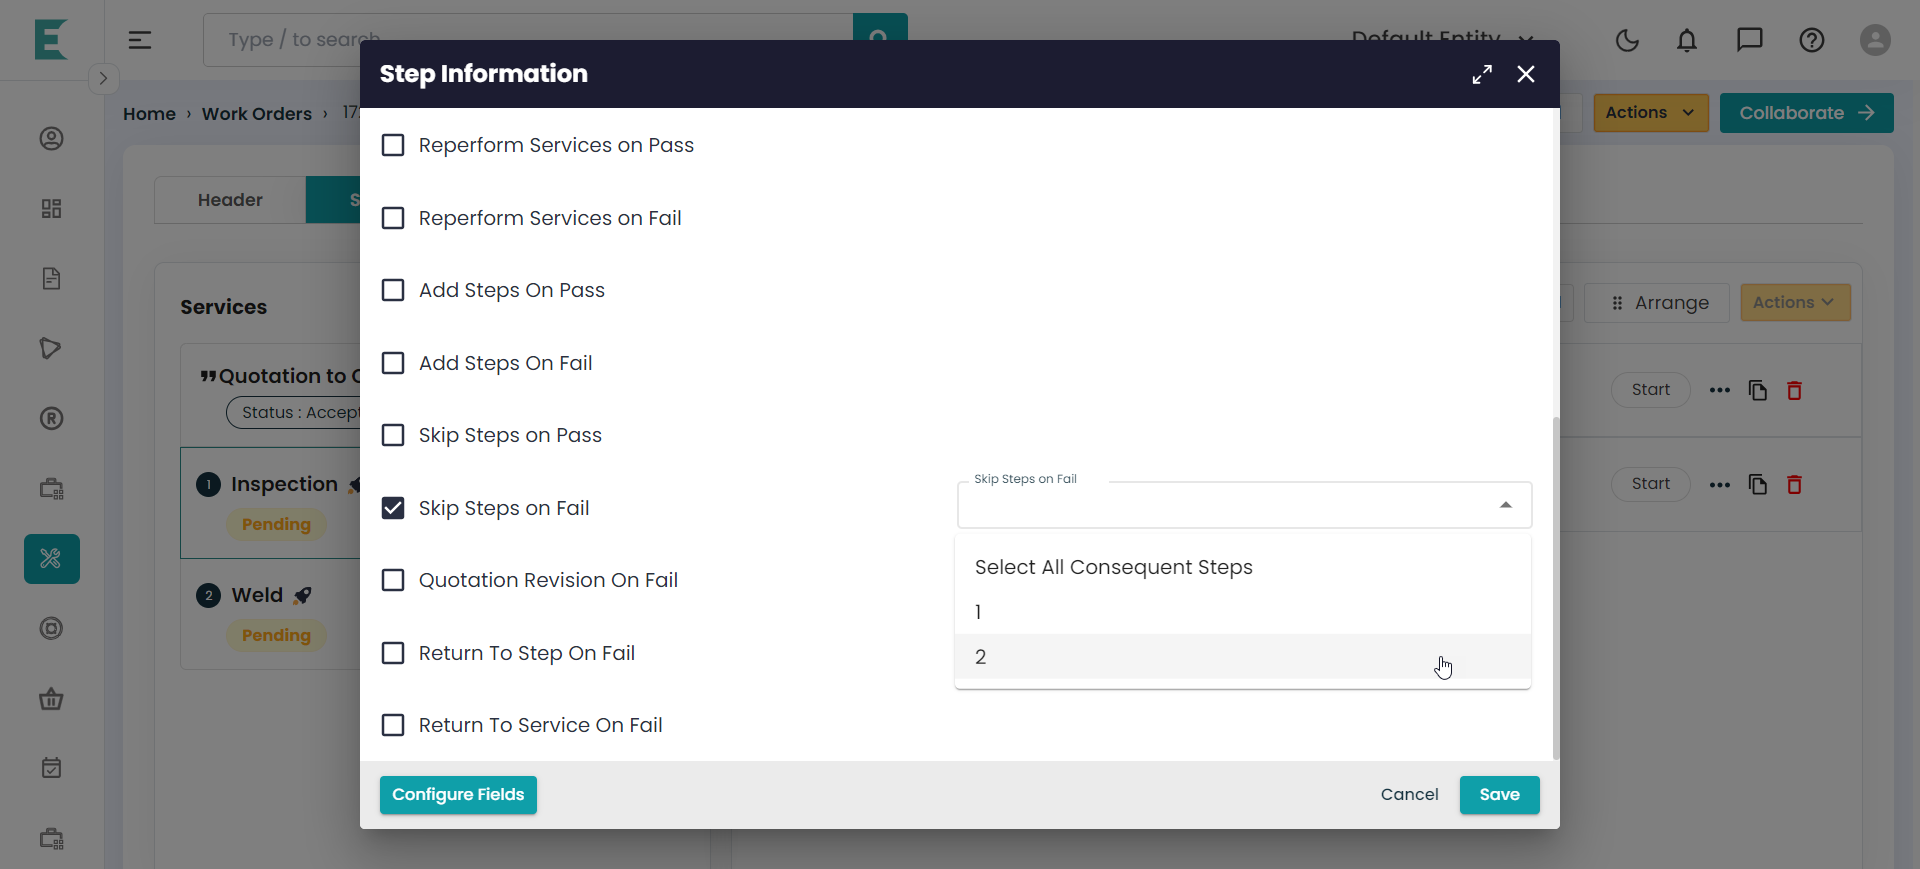 E
Type / to search
Default Entity
Step Information
Home › Work Orders › 17.
Actions
Collaborate
Header
S
Reperform Services on Pass
Reperform Services on Fail
Add Steps On Pass
Add Steps On Fail
Skip Steps on Pass
Skip Steps on Fail
Quotation Revision On Fail
Return To Step On Fail
Return To Service On Fail
Skip Steps on Fail
Select All Consequent Steps
1
2
Services
Quotation to
Status : Accept
1 Inspection
Pending
2 Weld
Pending
Arrange
Actions
Start
Start
Configure Fields
Cancel
Save